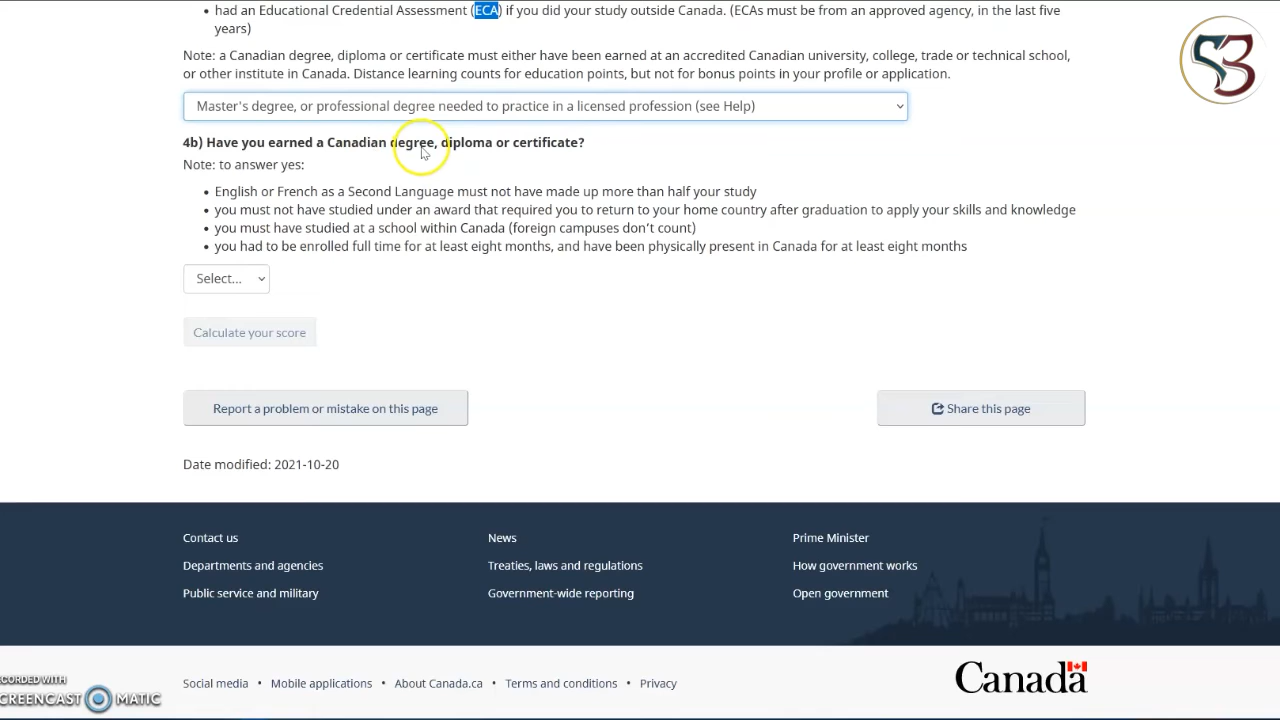 • had an Educational Credential Assessment (ECA) if you did your study outside Canada. (ECAs must be from an approved agency, in the last five
years)
Note: a Canadian degree, diploma or certificate must either have been earned at an accredited Canadian university, college, trade or technical school,
or other institute in Canada. Distance learning counts for education points, but not for bonus points in your profile or application.
Master's degree, or professional degree needed to practice in a licensed profession (see Help)
4b) Have you earned a Canadian degree, diploma or certificate?
Note: to answer yes:
• English or French as a Second Language must not have made up more than half your study
• you must not have studied under an award that required you to return to your home country after graduation to apply your skills and knowledge
• you must have studied at a school within Canada (foreign campuses don't count)
• you had to be enrolled full time for at least eight months, and have been physically present in Canada for at least eight months
Select...
Calculate your score
Report a problem or mistake on this page
Share this page
Date modified: 2021-10-20
Contact us
News
Prime Minister
Departments and agencies
Treaties, laws and regulations
How government works
Public service and military
Government-wide reporting
Open government
Social media • Mobile applications • About Canada.ca • Terms and conditions • Privacy
Canada
CORDED WITH
CREENCAST MATIC